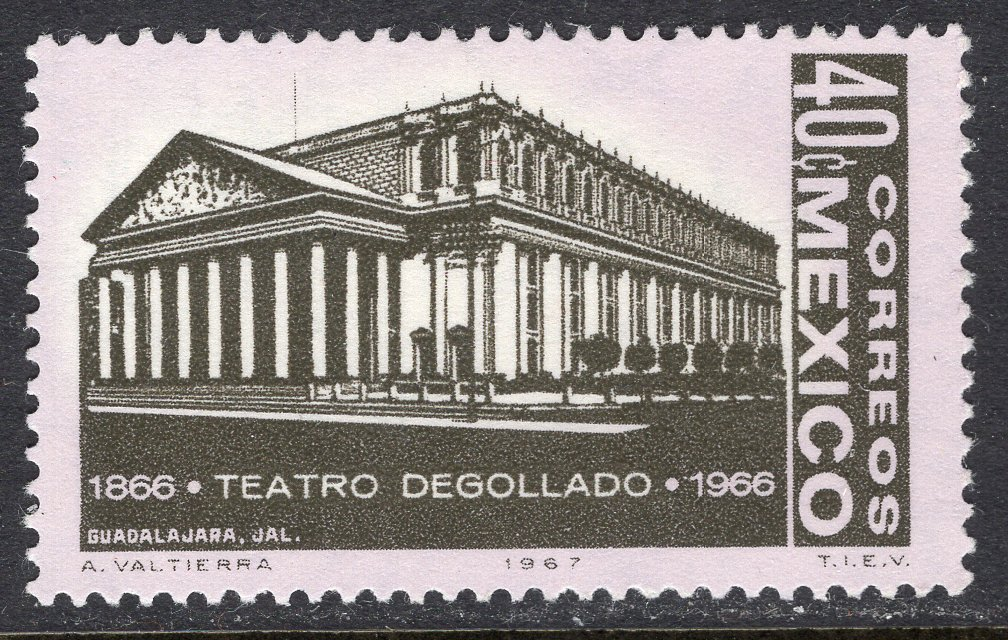 40¢ MEXICO
CORREOS
1866 • TEATRO DEGOLLADO • 1966
GUADALAJARA, JAL.
A. VALTIERRA 1967 T.I.E.V.